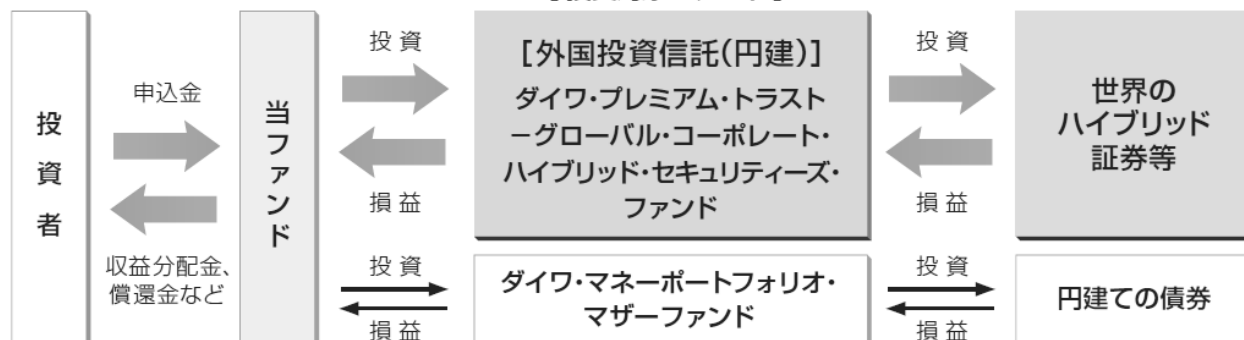 投資者
申込金
収益分配金、
償還金など
当ファンド
投 資
損 益
投 資
損 益
[外国投資信託(円建)]
ダイワ・プレミアム・トラスト
－グローバル・コーポレート・
ハイブリッド・セキュリティーズ・
ファンド
ダイワ・マネーポートフォリオ・
マザーファンド
投 資
損 益
投 資
損 益
世界の
ハイブリッド
証券等
円建ての債券